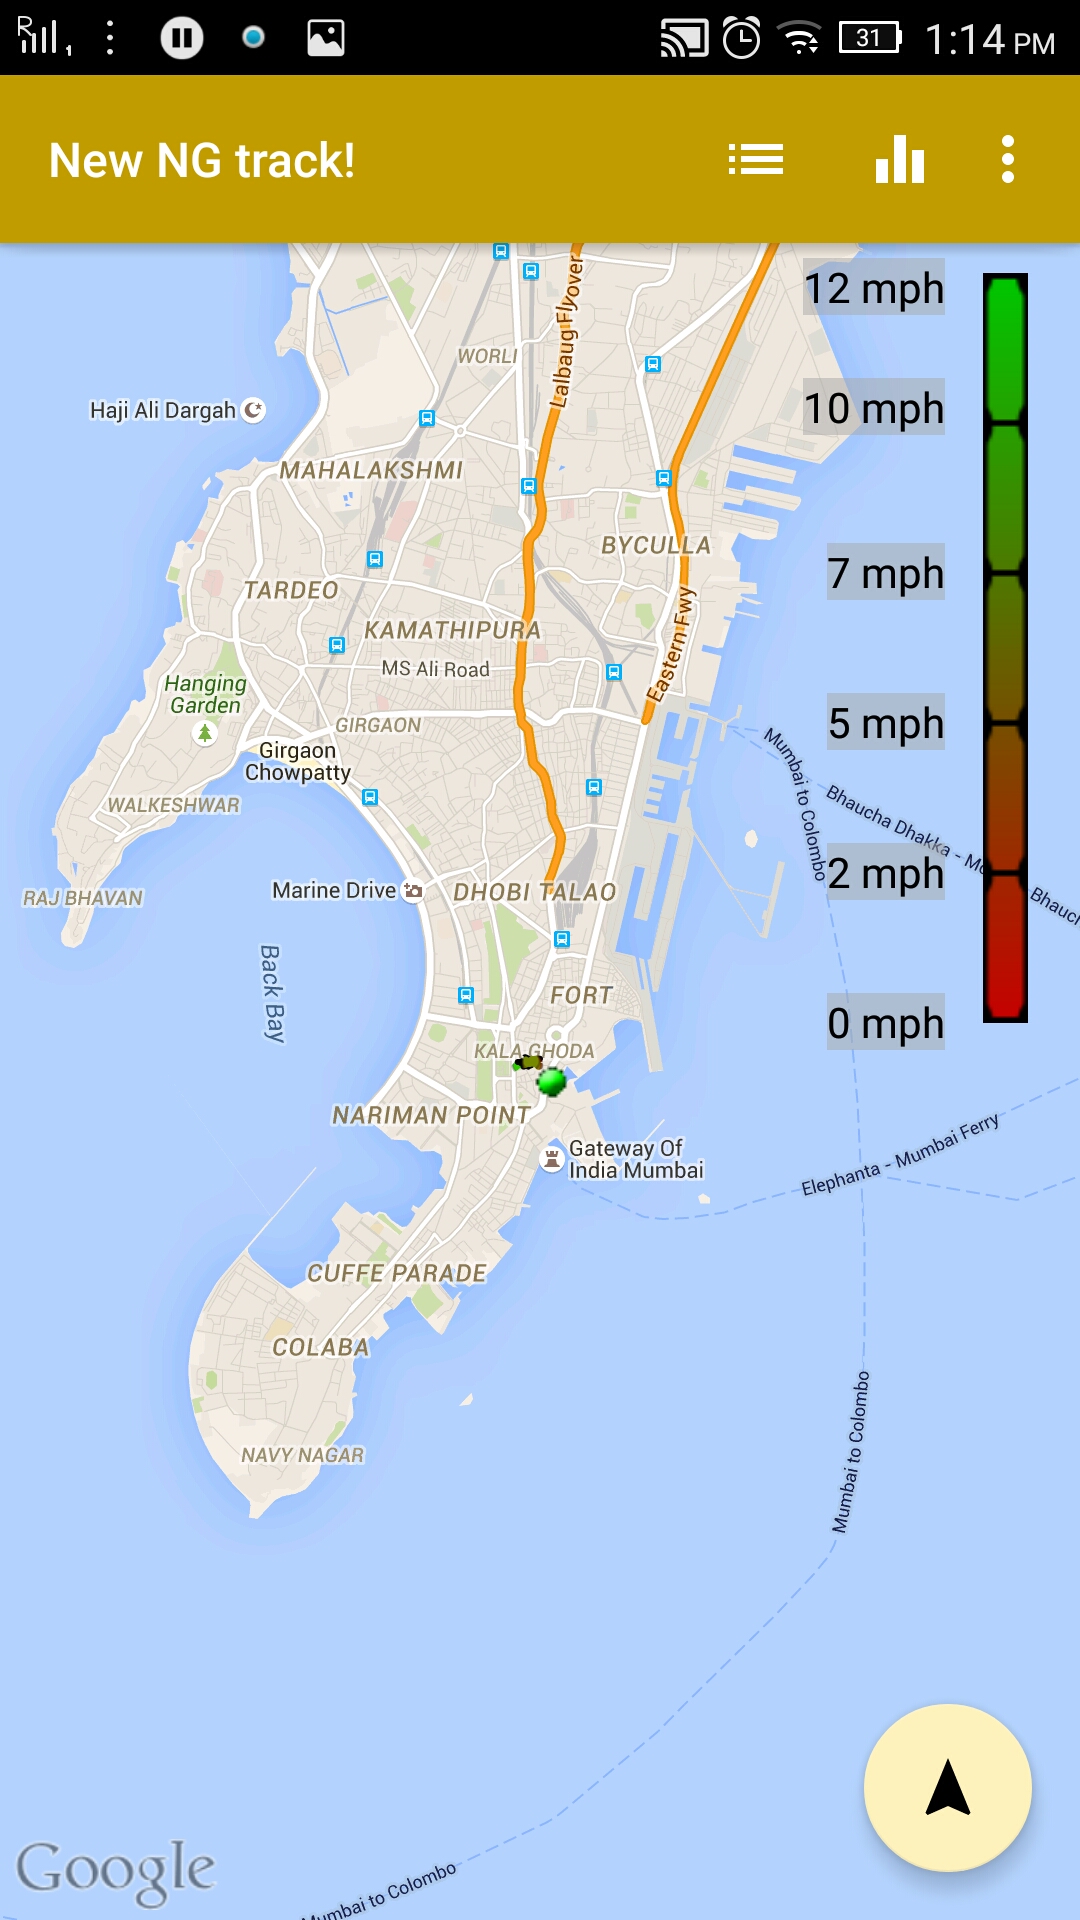 R 1 31 1:14 PM
New NG track!
12 mph
Lalbaug Flyover
WORLI
10 mph
Haji Ali Dargah
MAHALAKSHMI
BYCULLA
7 mph
TARDEO
KAMATHIPURA
Eastern Fwy
MS Ali Road
Hanging
Garden
GIRGAON
5 mph
Girgaon
Chowpatty
Mumbai to Colombo
WALKESHWAR
Bhaucha Dhakka - Mo
2 mph
RAJ BHAVAN
Marine Drive
DHOBI TALAO
Bhauch
Back Bay
FORT
0 mph
KALA GHODA
NARIMAN POINT
Gateway Of
India Mumbai
Elephanta - Mumbai Ferry
CUFFE PARADE
COLABA
Mumbai to Colombo
NAVY NAGAR
Google
Mumbai to Colombo